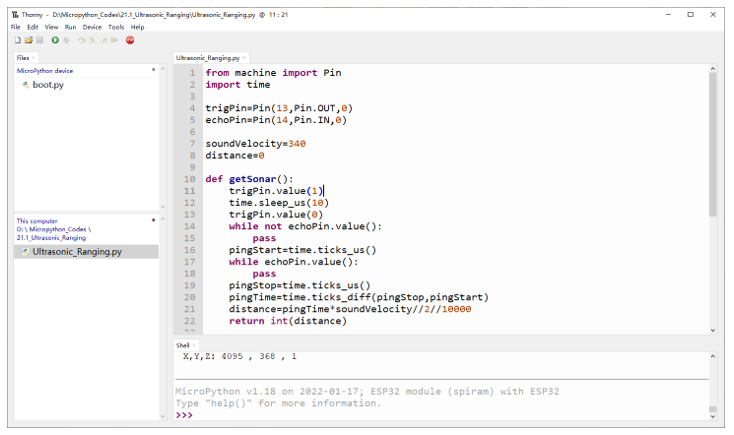 Thonny - D:\Micropython_Codes\21.1_Ultrasonic_Ranging\Ultrasonic_Ranging.py @ 11 : 21
File Edit View Run Device Tools Help
Files
MicroPython device
boot.py
This computer
D: \ Micropython_Codes \
21.1_Ultrasonic_Ranging
Ultrasonic_Ranging.py
Ultrasonic_Ranging.py
1 from machine import Pin
2 import time
3
4 trigPin=Pin(13,Pin.OUT,0)
5 echoPin=Pin(14,Pin.IN,0)
6
7 soundVelocity=340
8 distance=0
9
10 def getSonar():
11     trigPin.value(1)
12     time.sleep_us(10)
13     trigPin.value(0)
14     while not echoPin.value():
15         pass
16     pingStart=time.ticks_us()
17     while echoPin.value():
18         pass
19     pingStop=time.ticks_us()
20     pingTime=time.ticks_diff(pingStop,pingStart)
21     distance=pingTime*soundVelocity//2//10000
22     return int(distance)
Shell
X,Y,Z: 4095 , 368 , 1
MicroPython v1.18 on 2022-01-17; ESP32 module (spiram) with ESP32
Type "help()" for more information.
>>>